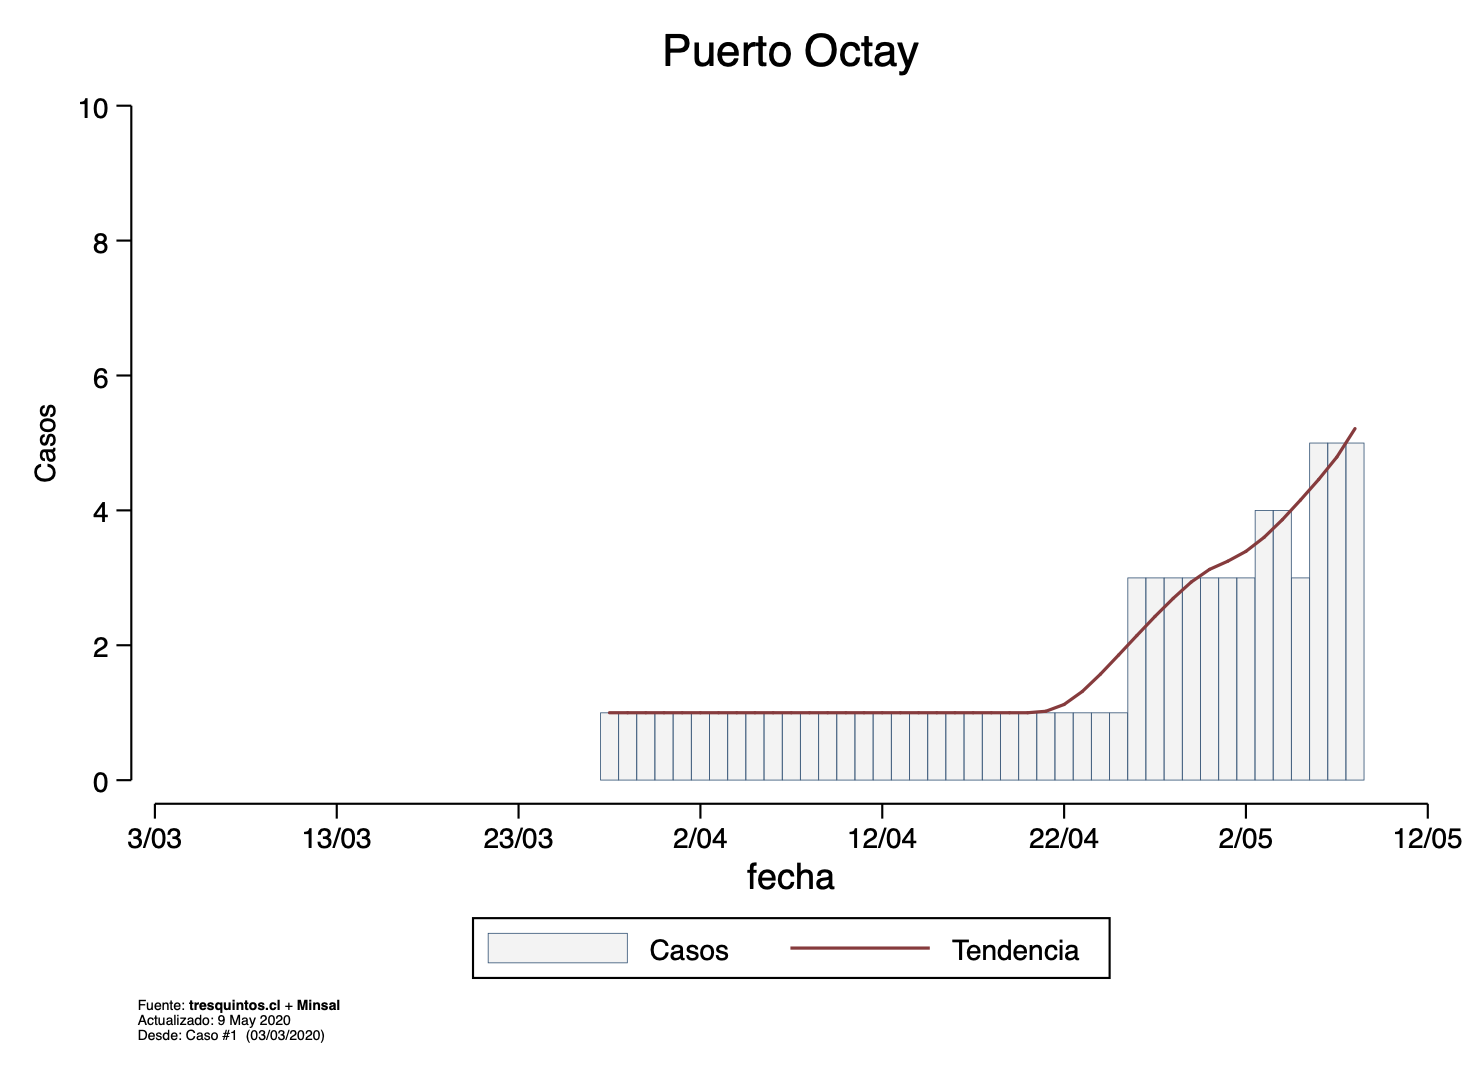 Puerto Octay
10
8
6
4
2
0
Casos
3/03 13/03 23/03 2/04 12/04 22/04 2/05 12/05
fecha
Casos Tendencia
Fuente: tresquintos.cl + Minsal
Actualizado: 9 May 2020
Desde: Caso #1 (03/03/2020)